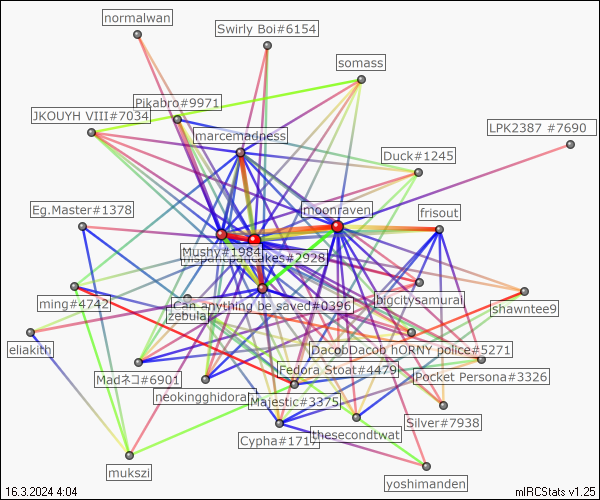 normalwan
Swirly Boi#6154
somass
Pikabro#9971
JKOUYH VIII#7034
LPK2387 #7690
marcemadness
Duck#1245
Eg.Master#1378
moonraven
frisout
Mushy#1984
pancakes#2928
bigcitysamurai
ming#4742
Can anything be saved#0396
shawntee9
zebulaj
eliakith
DacobDacob hORNY police#5271
Fedora Stoat#4479
Madネコ#6901
Pocket Persona#3326
neokingghidorah
Majestic#3375
Silver#7938
Cypha#1717
thesecondtwat
mukszi
yoshimanden
16.3.2024 4:04
mIRCStats v1.25